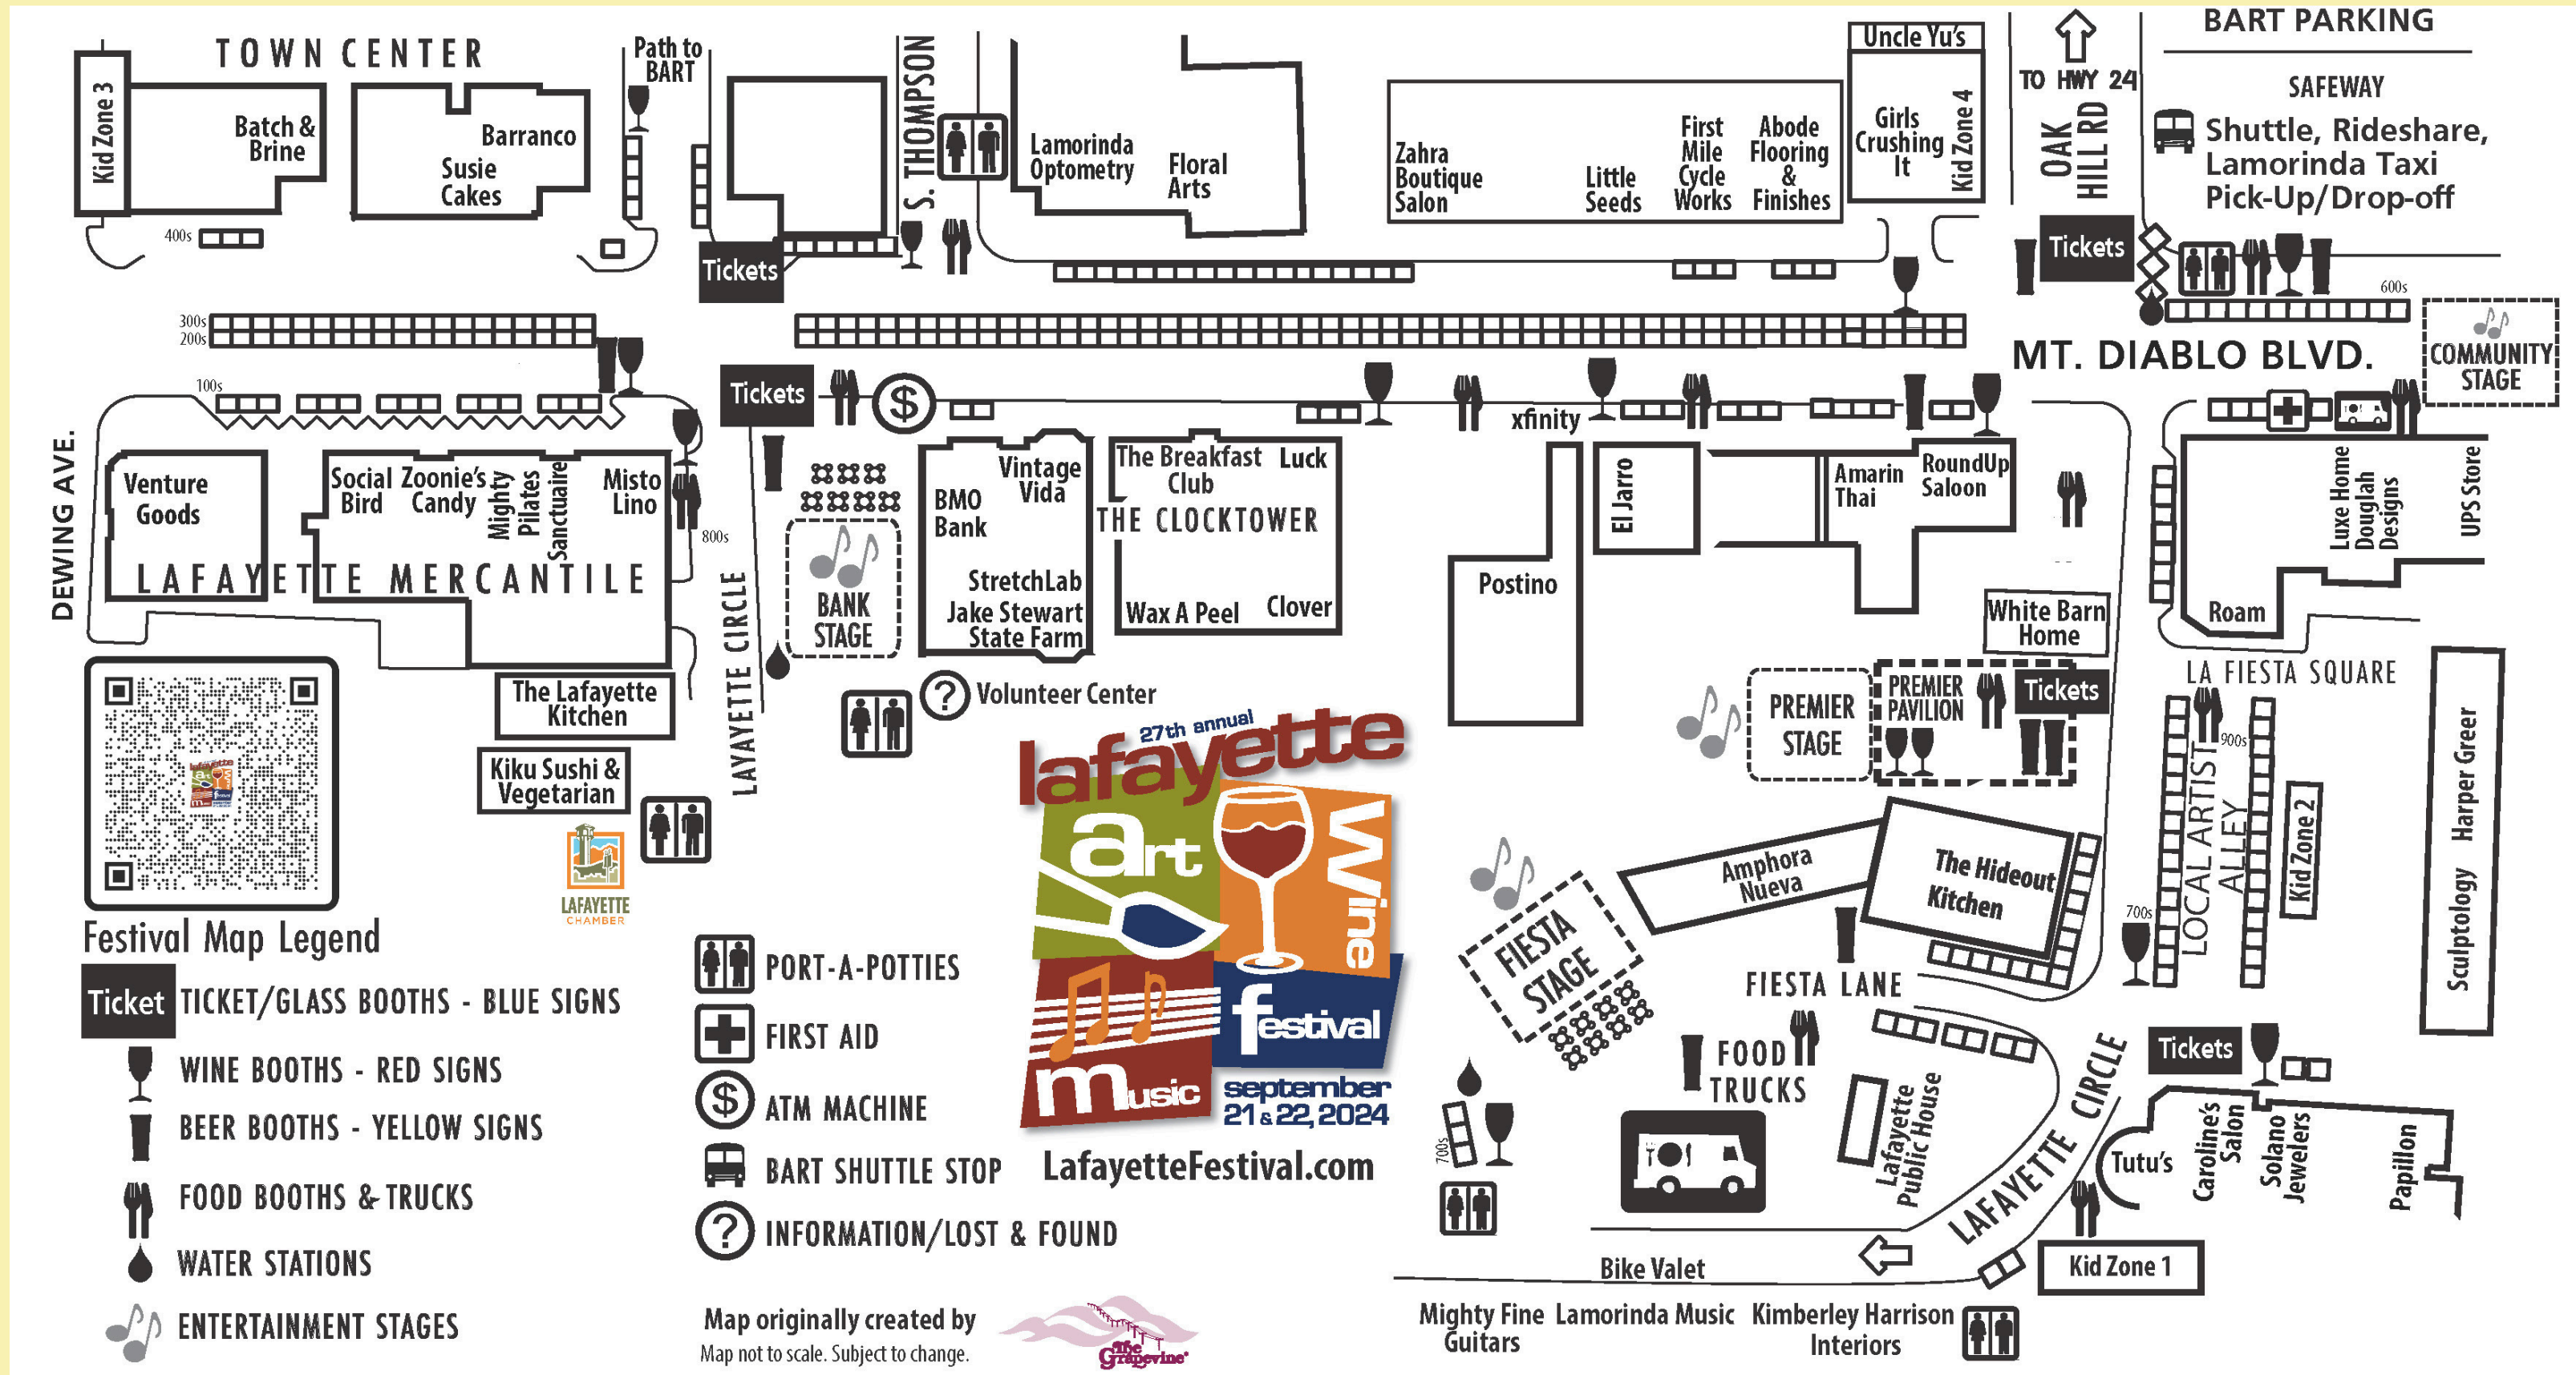 TOWN CENTER
Kid Zone 3
Batch &
Brine
Barranco
Susie
Cakes
400s
Path to
BART
S. THOMPSON
Tickets
Lamorinda
Optometry
Floral
Arts
Zahra
Boutique
Salon
Little
Seeds
First
Mile
Cycle
Works
Abode
Flooring
&
Finishes
Uncle Yu's
Girls
Crushing
It
Kid Zone 4
TO HWY 24
OAK
HILL RD
BART PARKING
SAFEWAY
Shuttle, Rideshare,
Lamorinda Taxi
Pick-Up/Drop-off
Tickets
600s
COMMUNITY
STAGE
300s
200s
100s
MT. DIABLO BLVD.
Tickets
$
xfinity
DEWING AVE.
Venture
Goods
Social
Bird
Zoonie's
Candy
Mighty
Pilates
Sanctuaire
Misto
Lino
LAFAYETTE MERCANTILE
800s
LAYAYETTE CIRCLE
BANK
STAGE
BMO
Bank
Vintage
Vida
StretchLab
Jake Stewart
State Farm
The Breakfast
Club
Luck
THE CLOCKTOWER
Wax A Peel
Clover
Postino
El Jarro
Amarin
Thai
RoundUp
Saloon
White Barn
Home
Luxe Home
Douglah
Designs
UPS Store
Roam
LA FIESTA SQUARE
The Lafayette
Kitchen
Kiku Sushi &
Vegetarian
LAFAYETTE
CHAMBER
? Volunteer Center
PREMIER
STAGE
PREMIER
PAVILION
Tickets
900s
LOCAL ARTIST
ALLEY
Kid Zone 2
Harper Greer
Sculptology
700s
Amphora
Nueva
The Hideout
Kitchen
FIESTA
STAGE
FIESTA LANE
FOOD
TRUCKS
Lafayette
Public House
LAFAYETTE CIRCLE
Tickets
Tutu's
Caroline's
Salon
Solano
Jewelers
Papillon
700s
Kid Zone 1
Bike Valet
Mighty Fine
Guitars
Lamorinda Music
Kimberley Harrison
Interiors
27th annual
lafayette
art
Wine
music
festival
september
21 & 22, 2024
LafayetteFestival.com
Festival Map Legend
Ticket TICKET/GLASS BOOTHS - BLUE SIGNS
WINE BOOTHS - RED SIGNS
BEER BOOTHS - YELLOW SIGNS
FOOD BOOTHS & TRUCKS
WATER STATIONS
ENTERTAINMENT STAGES
PORT-A-POTTIES
FIRST AID
$ ATM MACHINE
BART SHUTTLE STOP
? INFORMATION/LOST & FOUND
Map originally created by
Map not to scale. Subject to change.
The
Grapevine